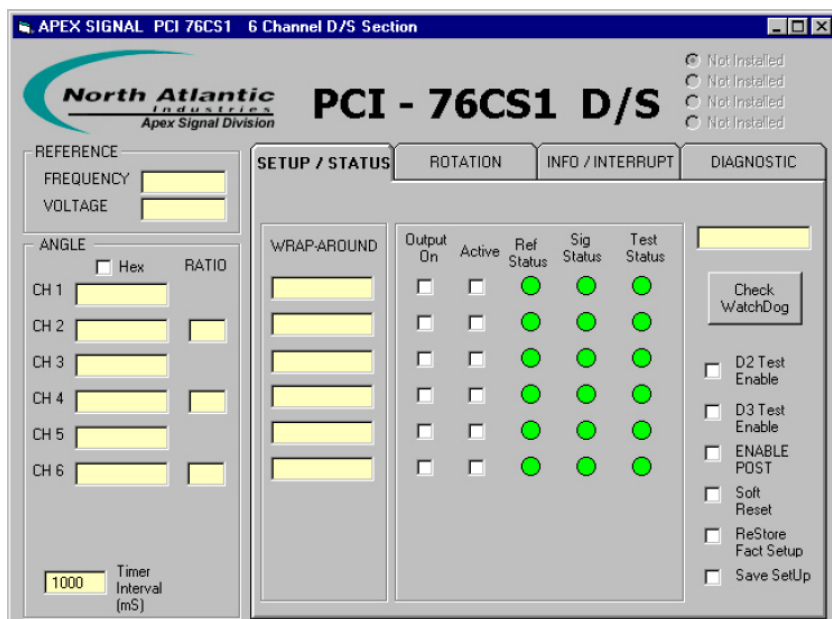 APEX SIGNAL PCI 76CS1 6 Channel D/S Section
North Atlantic
Industries
Apex Signal Division
PCI - 76CS1 D/S
Not Installed
Not Installed
Not Installed
Not Installed
REFERENCE
FREQUENCY
VOLTAGE
ANGLE
Hex
RATIO
CH 1
CH 2
CH 3
CH 4
CH 5
CH 6
1000
Timer
Interval
(mS)
SETUP / STATUS
ROTATION
INFO / INTERRUPT
DIAGNOSTIC
WRAP-AROUND
Output
On
Active
Ref
Status
Sig
Status
Test
Status
Check
WatchDog
D2 Test
Enable
D3 Test
Enable
ENABLE
POST
Soft
Reset
ReStore
Fact Setup
Save SetUp